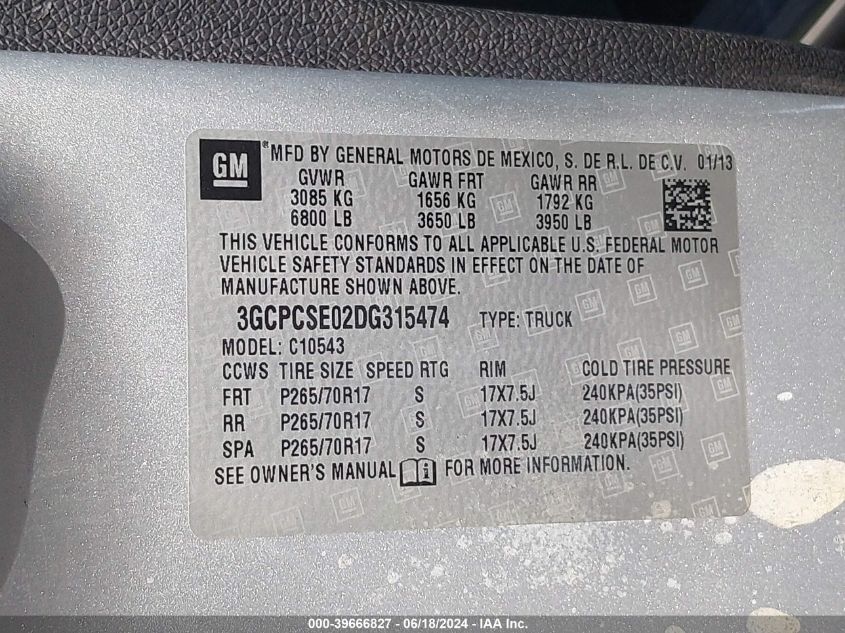 GM ® MFD BY GENERAL MOTORS DE MEXICO, S. DE R.L. DE C.V. 01/13
GVWR GAWR FRT GAWR RR
3085 KG 1656 KG 1792 KG
6800 LB 3650 LB 3950 LB
THIS VEHICLE CONFORMS TO ALL APPLICABLE U.S. FEDERAL MOTOR
VEHICLE SAFETY STANDARDS IN EFFECT ON THE DATE OF
MANUFACTURE SHOWN ABOVE.
3GCPCSE02DG315474 TYPE: TRUCK
MODEL: C10543
CCWS TIRE SIZE SPEED RTG RIM COLD TIRE PRESSURE
FRT P265/70R17 S 17X7.5J 240KPA(35PSI)
RR P265/70R17 S 17X7.5J 240KPA(35PSI)
SPA P265/70R17 S 17X7.5J 240KPA(35PSI)
SEE OWNER'S MANUAL FOR MORE INFORMATION.
000-39666827 - 06/18/2024 - IAA Inc.